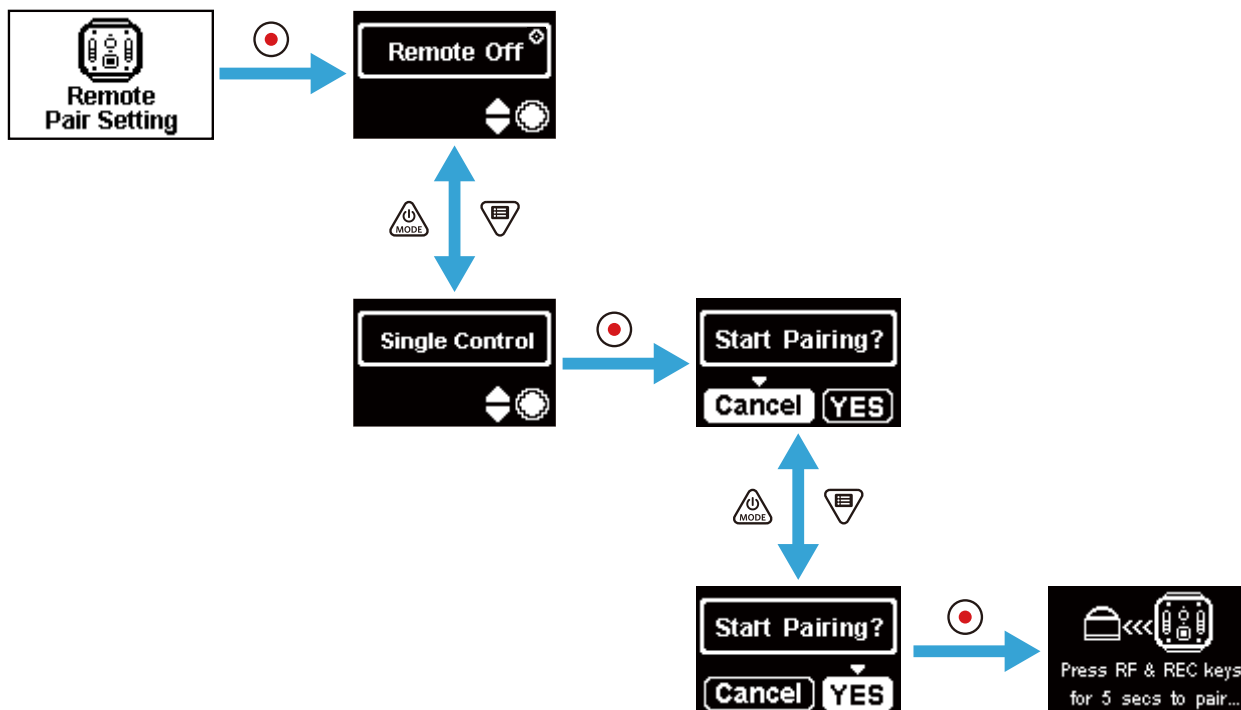 Remote
Pair Setting
Remote Off
MODE
Single Control
Start Pairing?
Cancel YES
MODE
Start Pairing?
Cancel YES
Press RF & REC keys
for 5 secs to pair...